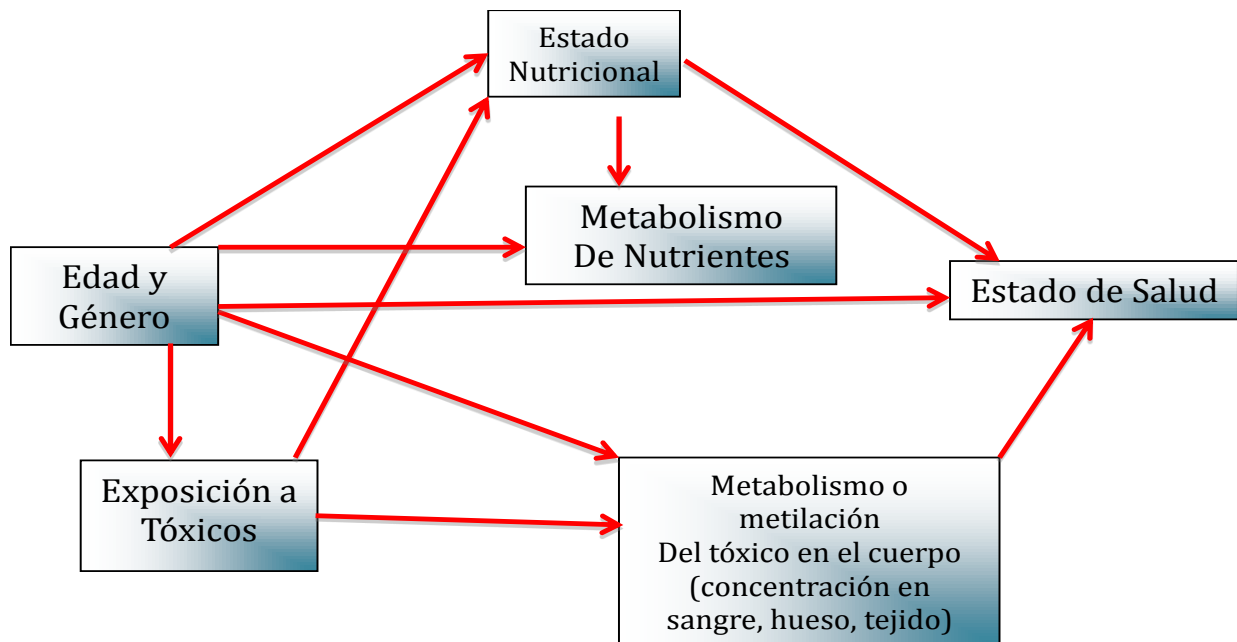 Estado
Nutricional
Metabolismo
De Nutrientes
Edad y
Género
Estado de Salud
Exposición a
Tóxicos
Metabolismo o
metilación
Del tóxico en el cuerpo
(concentración en
sangre, hueso, tejido)